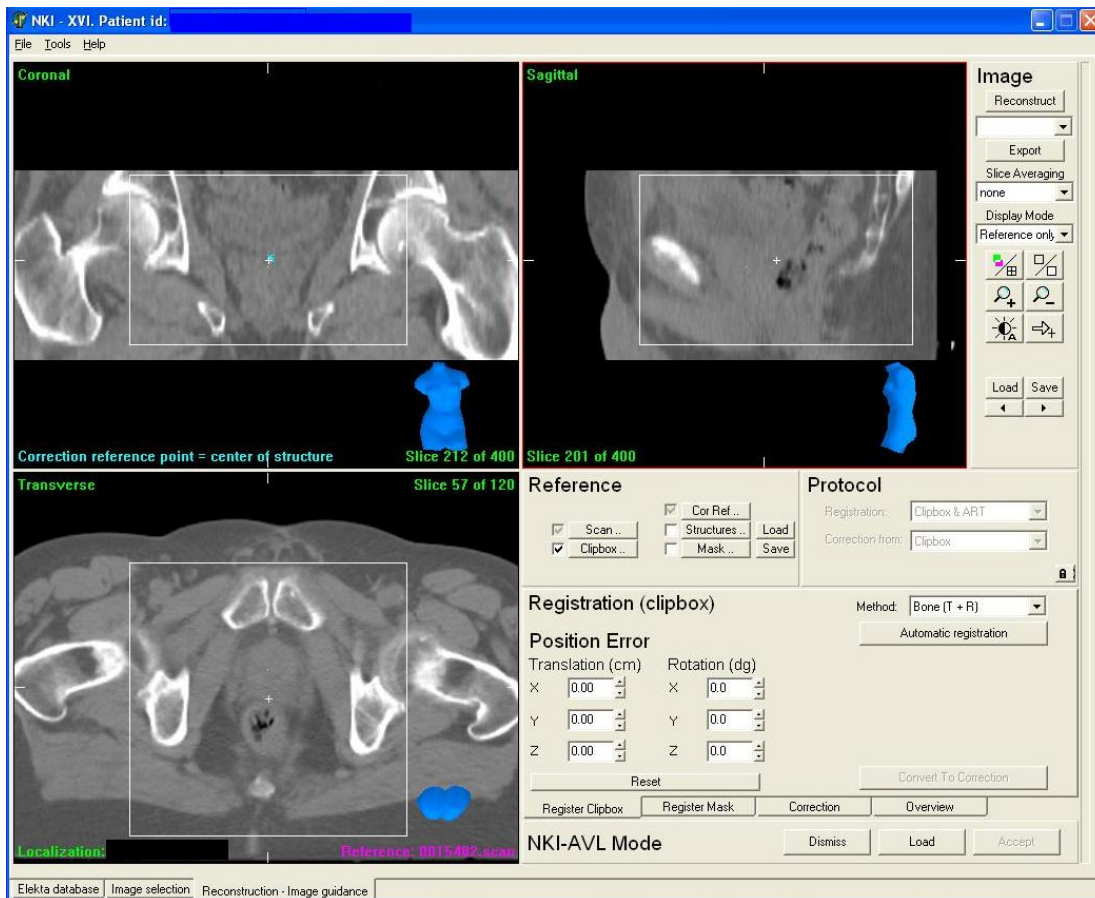 NKI - XVI. Patient id:
File Tools Help
Coronal
Correction reference point = center of structure
Slice 212 of 400
Sagittal
Slice 201 of 400
Image
Reconstruct
Export
Slice Averaging
none
Display Mode
Reference only
A
Load Save
Transverse
Slice 57 of 120
Localization:
Reference: 0015482.scan
Reference
Cor Ref ..
Scan .. Structures .. Load
Clipbox .. Mask .. Save
Protocol
Registration: Clipbox & ART
Correction from: Clipbox
Registration (clipbox)
Method: Bone (T + R)
Automatic registration
Position Error
Translation (cm) Rotation (dg)
X 0.00 X 0.0
Y 0.00 Y 0.0
Z 0.00 Z 0.0
Reset
Convert To Correction
Register Clipbox Register Mask Correction Overview
NKI-AVL Mode
Dismiss Load Accept
Elekta database Image selection Reconstruction - Image guidance